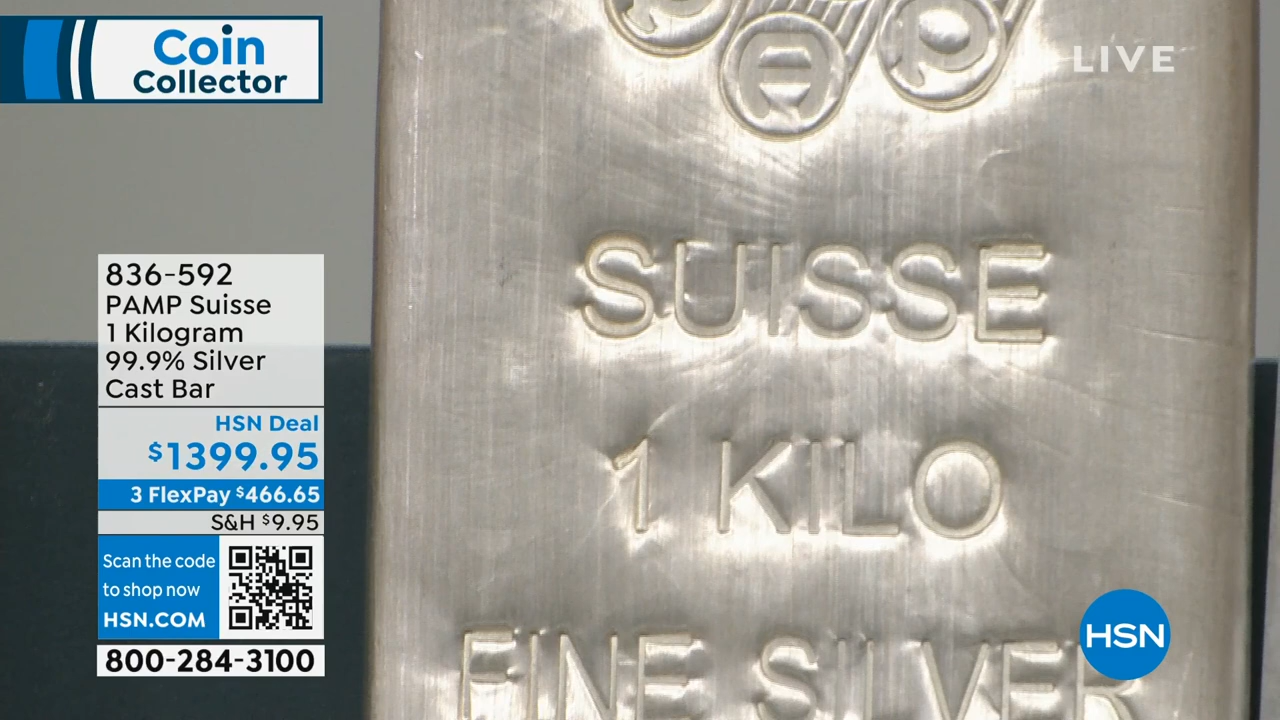 Coin
Collector
LIVE
P A P
SUISSE
1 KILO
FINE SILVER
836-592
PAMP Suisse
1 Kilogram
99.9% Silver
Cast Bar
HSN Deal
$1399.95
3 FlexPay $466.65
S&H $9.95
Scan the code
to shop now
HSN.COM
800-284-3100
HSN